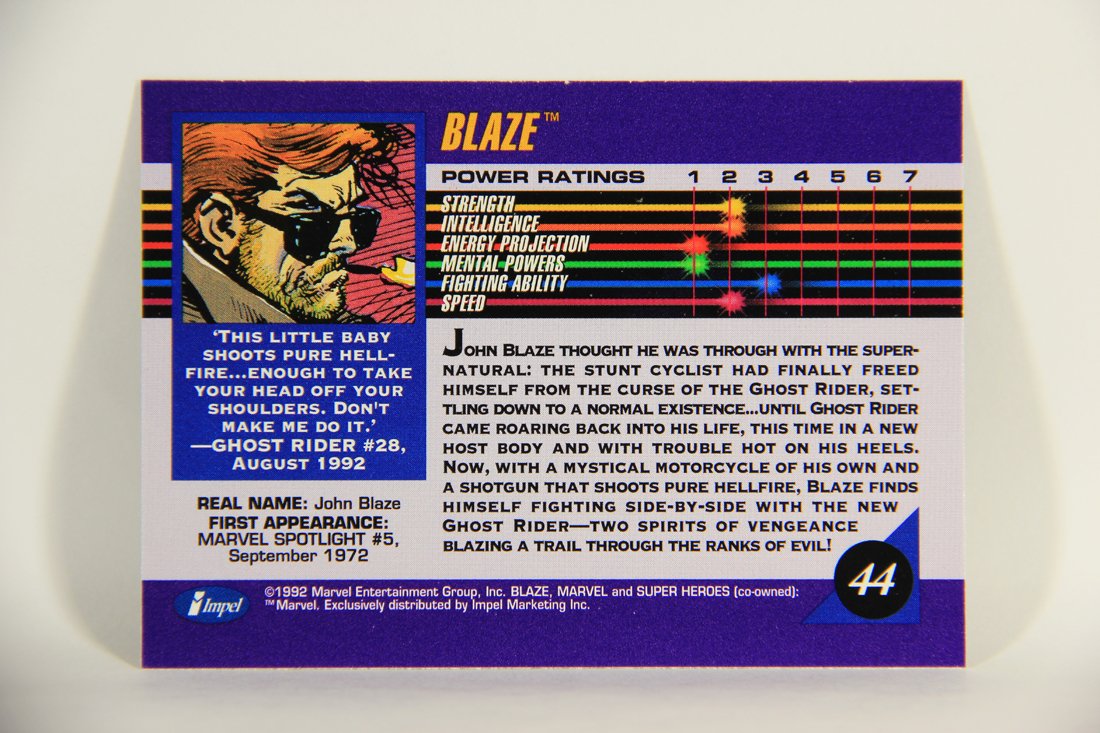 BLAZE™
POWER RATINGS 1 2 3 4 5 6 7
STRENGTH
INTELLIGENCE
ENERGY PROJECTION
MENTAL POWERS
FIGHTING ABILITY
SPEED
‘THIS LITTLE BABY
SHOOTS PURE HELL-
FIRE...ENOUGH TO TAKE
YOUR HEAD OFF YOUR
SHOULDERS. DON'T
MAKE ME DO IT.’
—GHOST RIDER #28,
AUGUST 1992
REAL NAME: John Blaze
FIRST APPEARANCE:
MARVEL SPOTLIGHT #5,
September 1972
JOHN BLAZE THOUGHT HE WAS THROUGH WITH THE SUPER-
NATURAL: THE STUNT CYCLIST HAD FINALLY FREED
HIMSELF FROM THE CURSE OF THE GHOST RIDER, SET-
TLING DOWN TO A NORMAL EXISTENCE...UNTIL GHOST RIDER
CAME ROARING BACK INTO HIS LIFE, THIS TIME IN A NEW
HOST BODY AND WITH TROUBLE HOT ON HIS HEELS.
NOW, WITH A MYSTICAL MOTORCYCLE OF HIS OWN AND
A SHOTGUN THAT SHOOTS PURE HELLFIRE, BLAZE FINDS
HIMSELF FIGHTING SIDE-BY-SIDE WITH THE NEW
GHOST RIDER—TWO SPIRITS OF VENGEANCE
BLAZING A TRAIL THROUGH THE RANKS OF EVIL!
44
Impel
©1992 Marvel Entertainment Group, Inc. BLAZE, MARVEL and SUPER HEROES (co-owned):
™Marvel. Exclusively distributed by Impel Marketing Inc.